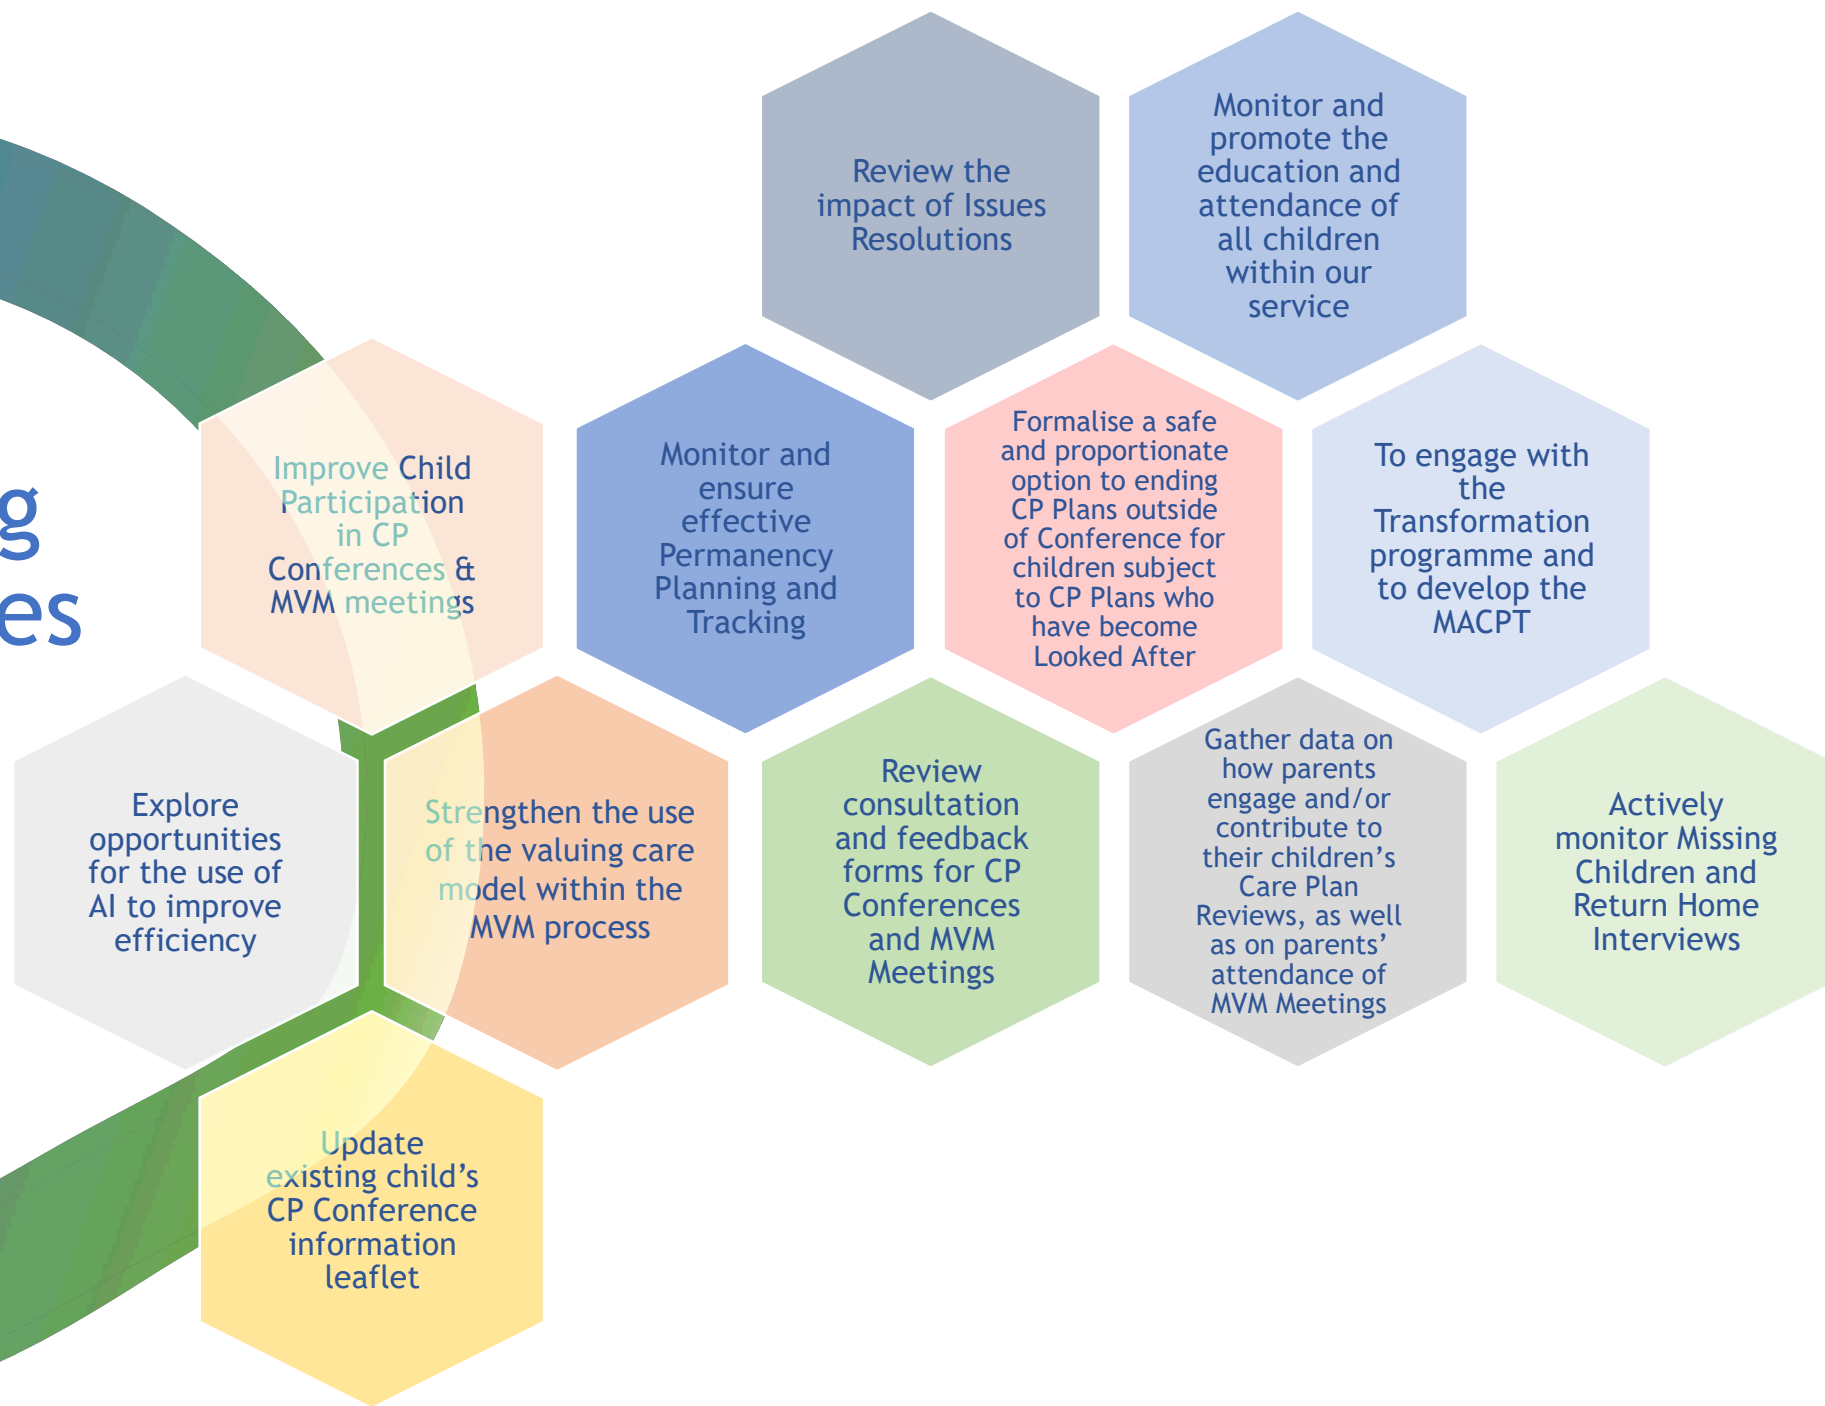 Review the
impact of Issues
Resolutions
Monitor and
promote the
education and
attendance of
all children
within our
service
g
es
Improve Child
Participation
in CP
Conferences &
MVM meetings
Monitor and
ensure
effective
Permanency
Planning and
Tracking
Formalise a safe
and proportionate
option to ending
CP Plans outside
of Conference for
children subject
to CP Plans who
have become
Looked After
To engage with
the
Transformation
programme and
to develop the
MACPT
Explore
opportunities
for the use of
AI to improve
efficiency
Strengthen the use
of the valuing care
model within the
MVM process
Review
consultation
and feedback
forms for CP
Conferences
and MVM
Meetings
Gather data on
how parents
engage and/or
contribute to
their children’s
Care Plan
Reviews, as well
as on parents’
attendance of
MVM Meetings
Actively
monitor Missing
Children and
Return Home
Interviews
Update
existing child’s
CP Conference
information
leaflet